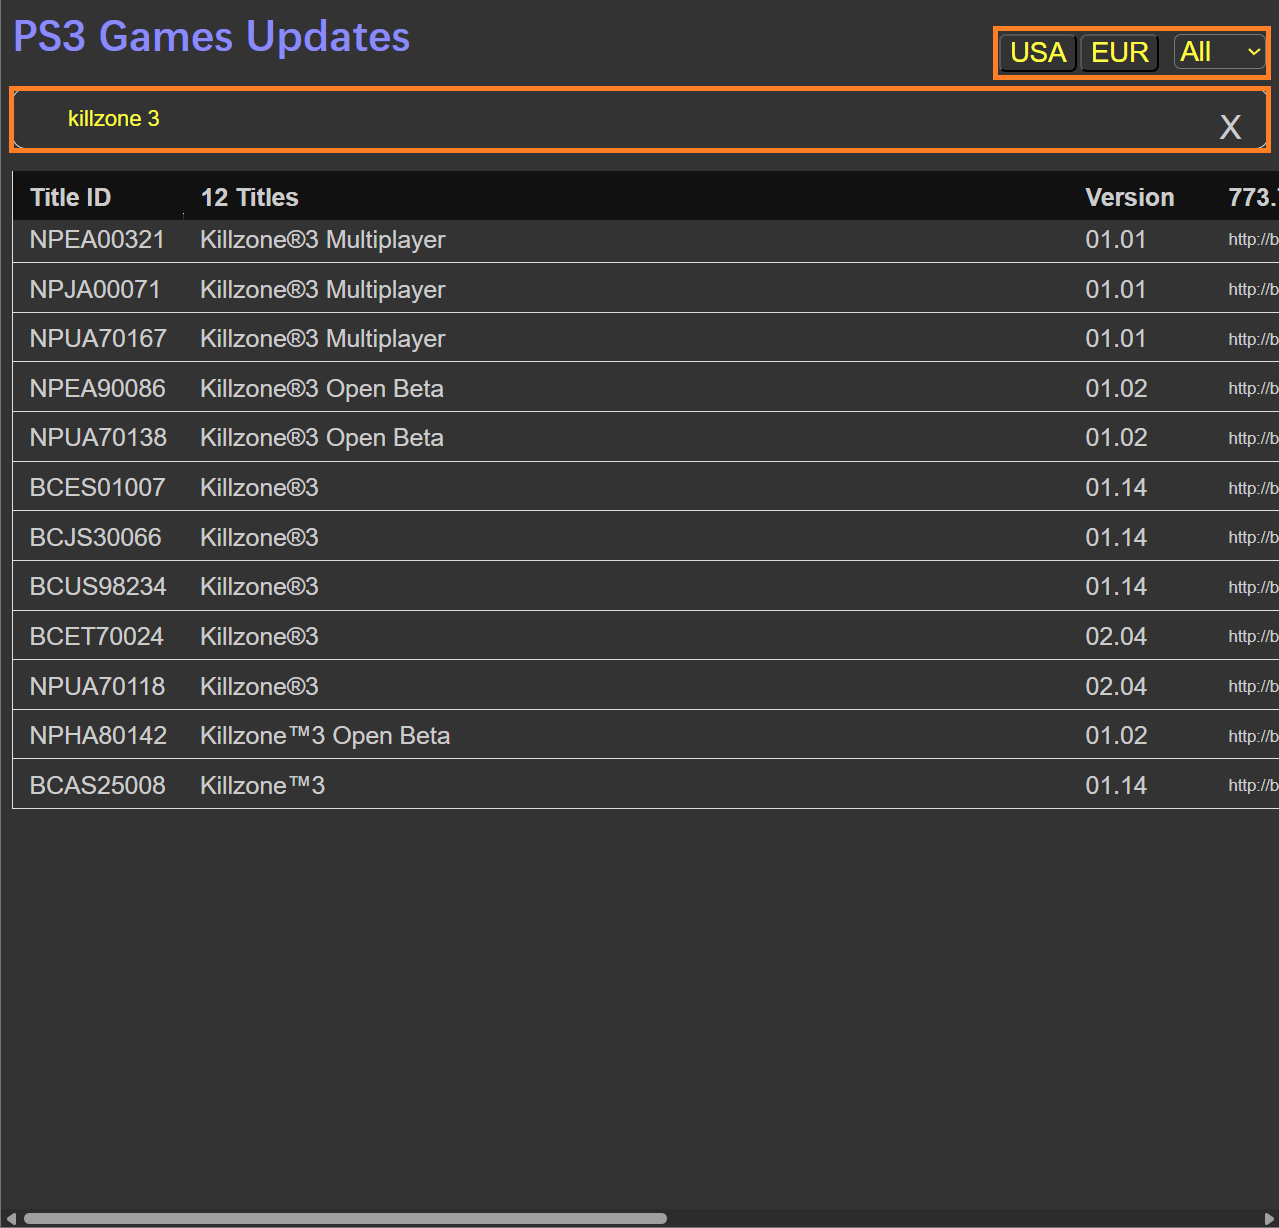 PS3 Games Updates
USA EUR All
killzone 3 X
Title ID 12 Titles Version 773.
NPEA00321 Killzone®3 Multiplayer 01.01 http://b
NPJA00071 Killzone®3 Multiplayer 01.01 http://b
NPUA70167 Killzone®3 Multiplayer 01.01 http://b
NPEA90086 Killzone®3 Open Beta 01.02 http://b
NPUA70138 Killzone®3 Open Beta 01.02 http://b
BCES01007 Killzone®3 01.14 http://b
BCJS30066 Killzone®3 01.14 http://b
BCUS98234 Killzone®3 01.14 http://b
BCET70024 Killzone®3 02.04 http://b
NPUA70118 Killzone®3 02.04 http://b
NPHA80142 Killzone™3 Open Beta 01.02 http://b
BCAS25008 Killzone™3 01.14 http://b